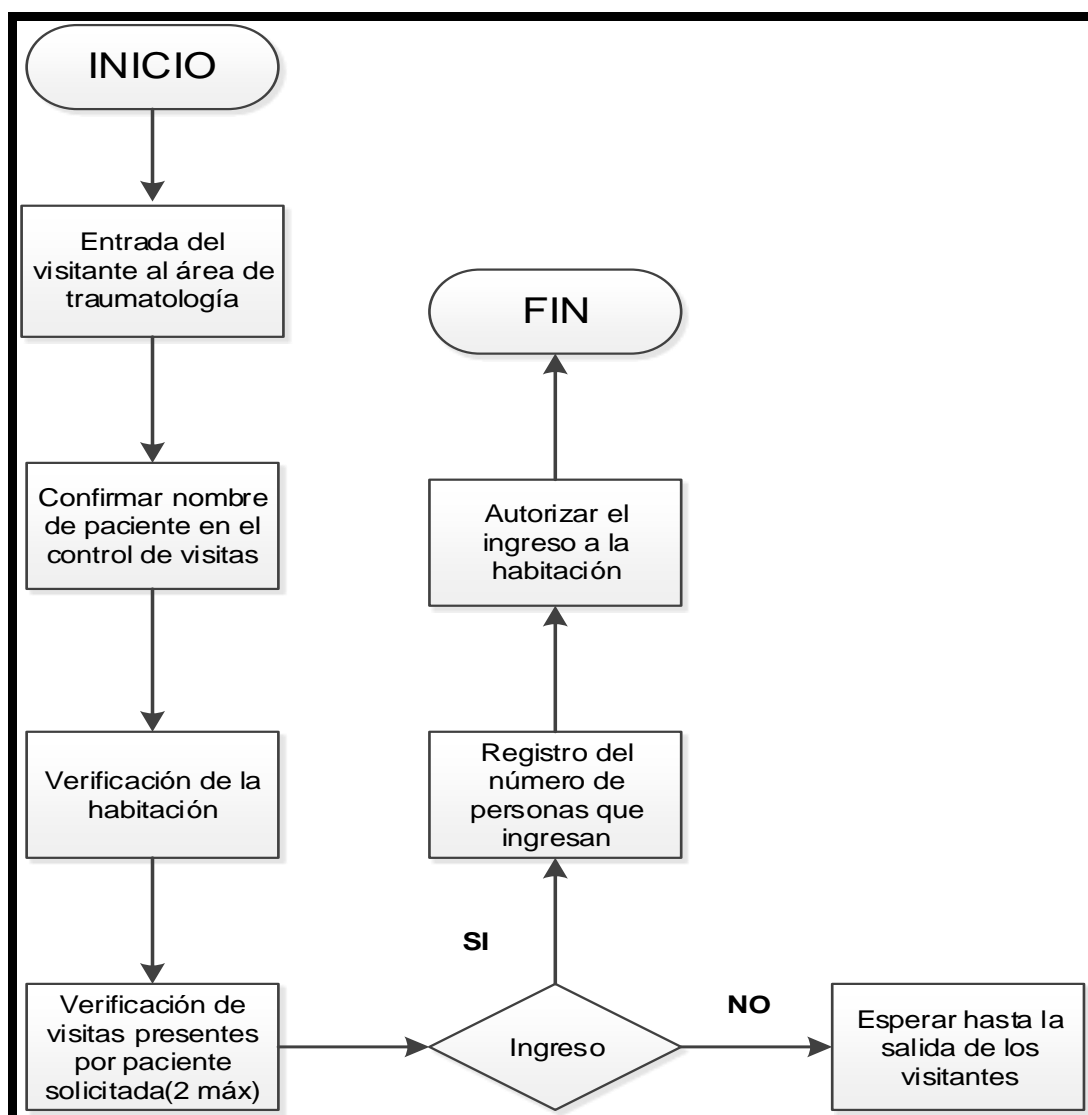 INICIO
Entrada del
visitante al área de
traumatología
Confirmar nombre
de paciente en el
control de visitas
Verificación de la
habitación
Verificación de
visitas presentes
por paciente
solicitada(2 máx)
Ingreso
SI
NO
Registro del
número de
personas que
ingresan
Autorizar el
ingreso a la
habitación
FIN
Esperar hasta la
salida de los
visitantes